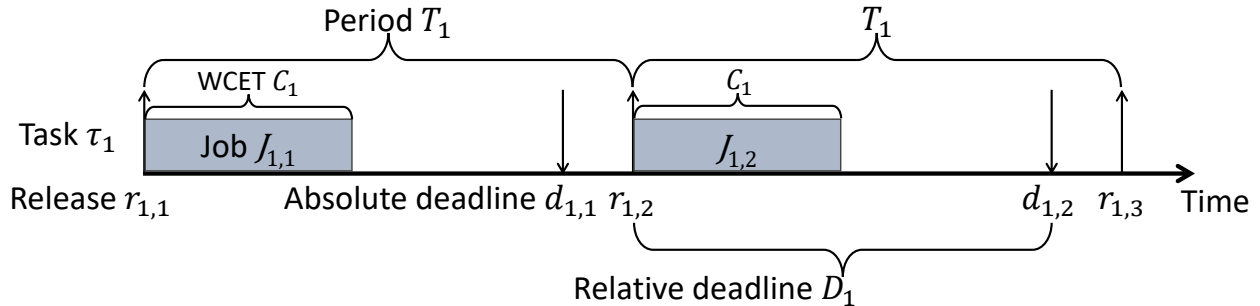 Period T₁
T₁
WCET C₁
C₁
Task τ₁
Job J₁,₁
J₁,₂
Release r₁,₁
Absolute deadline d₁,₁
r₁,₂
d₁,₂
r₁,₃
Time
Relative deadline D₁